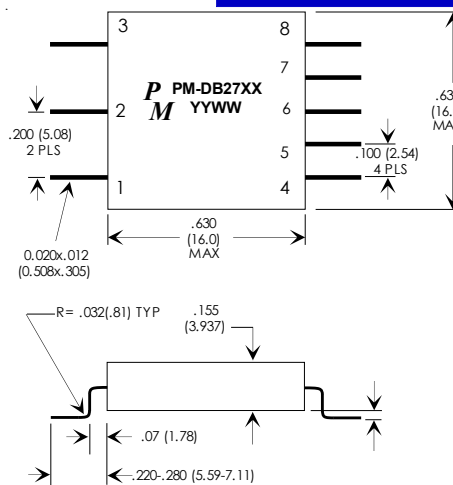 3
8
7
P M PM-DB27XX
YYWW
2
6
.200 (5.08)
2 PLS
5
.100 (2.54)
4 PLS
1
4
.630
(16.0)
MAX
0.020x.012
(0.508x.305)
R= .032(.81) TYP
.155
(3.937)
.07 (1.78)
.220-.280 (5.59-7.11)